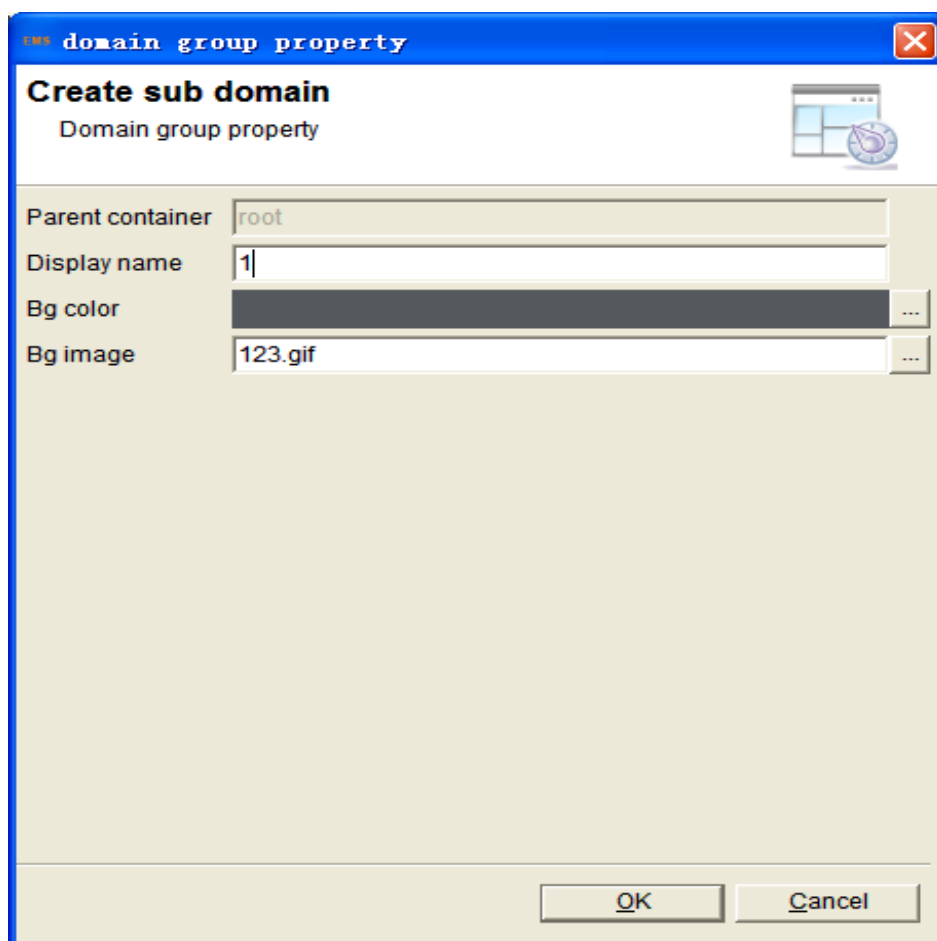 EMS domain group property
Create sub domain
Domain group property
Parent container root
Display name 1
Bg color ...
Bg image 123.gif ...
OK Cancel